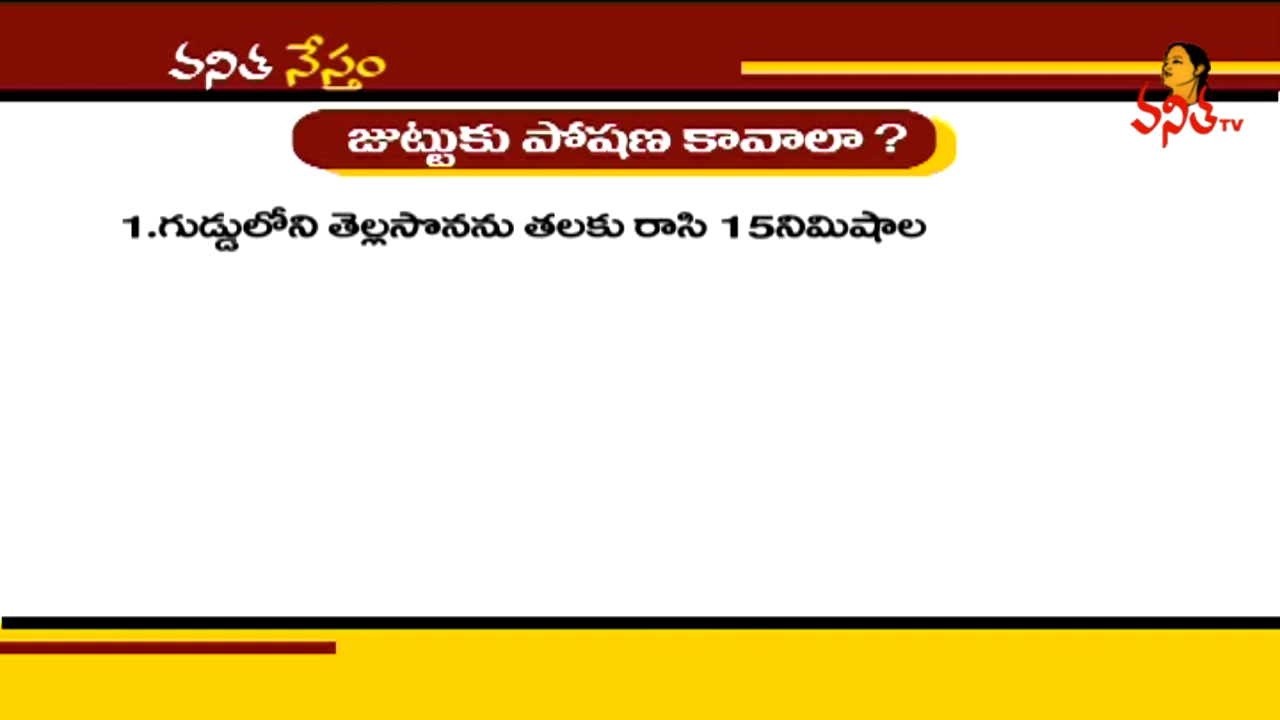 వనిత నేస్తం
వనిత TV
జుట్టుకు పోషణ కావాలా ?
1.గుడ్డులోని తెల్లసొనను తలకు రాసి 15నిమిషాల